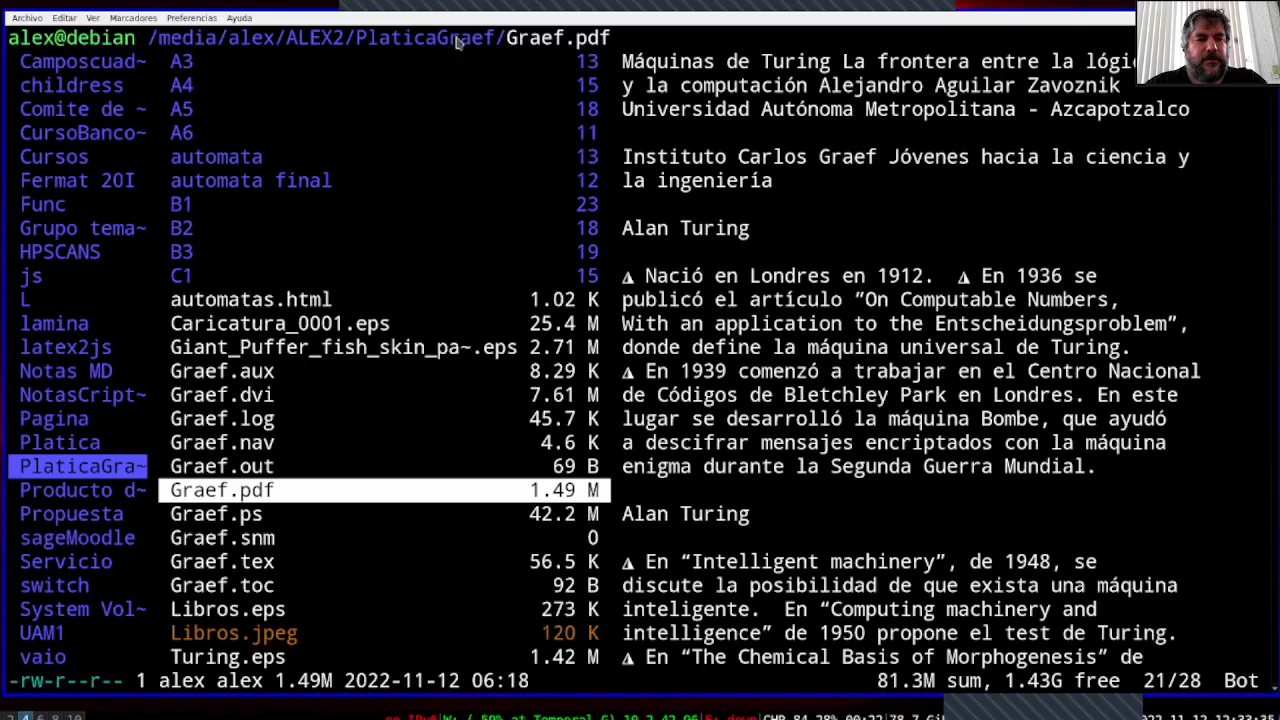 Archivo Editar Ver Marcadores Preferencias Ayuda
alex@debian /media/alex/ALEX2/PlaticaGraef/Graef.pdf
Camposcuad~ A3 13 Máquinas de Turing La frontera entre la lógi
childress A4 15 y la computación Alejandro Aguilar Zavoznik
Comite de ~ A5 18 Universidad Autónoma Metropolitana - Azcapotzalco
CursoBanco~ A6 11
Cursos automata 13 Instituto Carlos Graef Jóvenes hacia la ciencia y
Fermat 20I automata final 12 la ingeniería
Func B1 23
Grupo tema~ B2 18 Alan Turing
HPSCANS B3 19
js C1 15 ◮ Nació en Londres en 1912. ◮ En 1936 se
L automatas.html 1.02 K publicó el artículo “On Computable Numbers,
lamina Caricatura_0001.eps 25.4 M With an application to the Entscheidungsproblem”,
latex2js Giant_Puffer_fish_skin_pa~.eps 2.71 M donde define la máquina universal de Turing.
Notas MD Graef.aux 8.29 K ◮ En 1939 comenzó a trabajar en el Centro Nacional
NotasCript~ Graef.dvi 7.61 M de Códigos de Bletchley Park en Londres. En este
Pagina Graef.log 45.7 K lugar se desarrolló la máquina Bombe, que ayudó
Platica Graef.nav 4.6 K a descifrar mensajes encriptados con la máquina
PlaticaGra~ Graef.out 69 B enigma durante la Segunda Guerra Mundial.
Producto d~ Graef.pdf 1.49 M
Propuesta Graef.ps 42.2 M Alan Turing
sageMoodle Graef.snm 0
Servicio Graef.tex 56.5 K ◮ En “Intelligent machinery”, de 1948, se
switch Graef.toc 92 B discute la posibilidad de que exista una máquina
System Vol~ Libros.eps 273 K inteligente. En “Computing machinery and
UAM1 Libros.jpeg 120 K intelligence” de 1950 propone el test de Turing.
vaio Turing.eps 1.42 M ◮ En “The Chemical Basis of Morphogenesis” de
-rw-r--r-- 1 alex alex 1.49M 2022-11-12 06:18 81.3M sum, 1.43G free 21/28 Bot